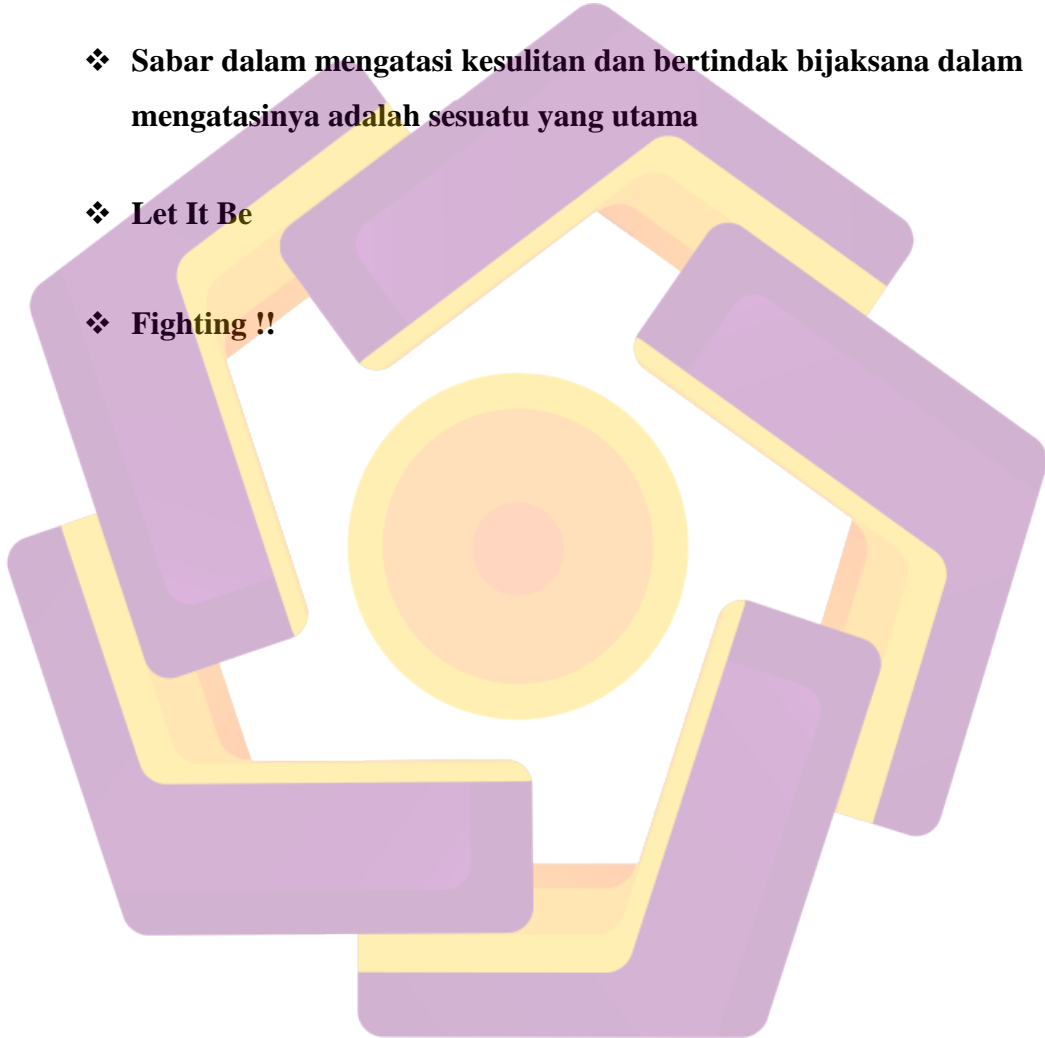 ❖ Sabar dalam mengatasi kesulitan dan bertindak bijaksana dalam
mengatasinya adalah sesuatu yang utama
❖ Let It Be
❖ Fighting !!